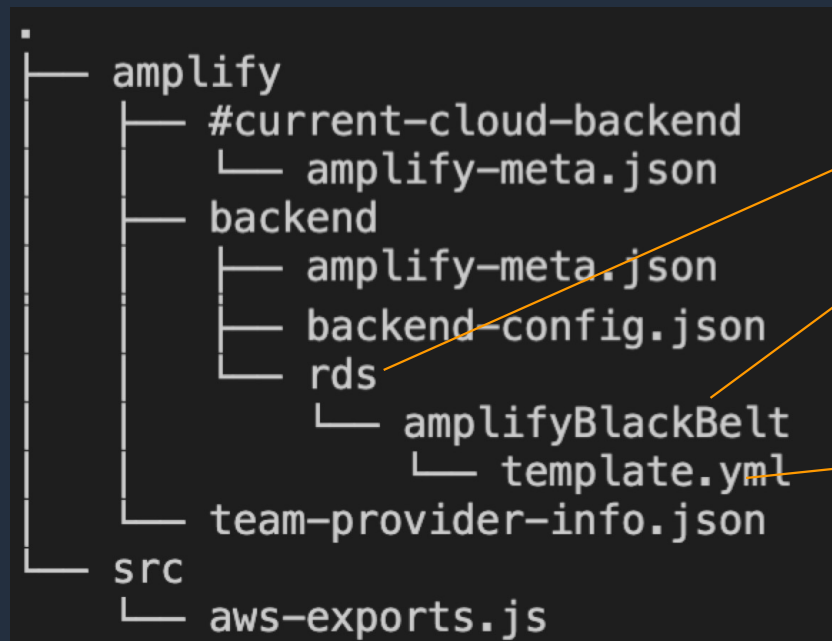 .
├── amplify
│   ├── #current-cloud-backend
│   │   └── amplify-meta.json
│   ├── backend
│   │   ├── amplify-meta.json
│   │   ├── backend-config.json
│   │   └── rds
│   │       └── amplifyBlackBelt
│   │           └── template.yml
│   └── team-provider-info.json
└── src
    └── aws-exports.js